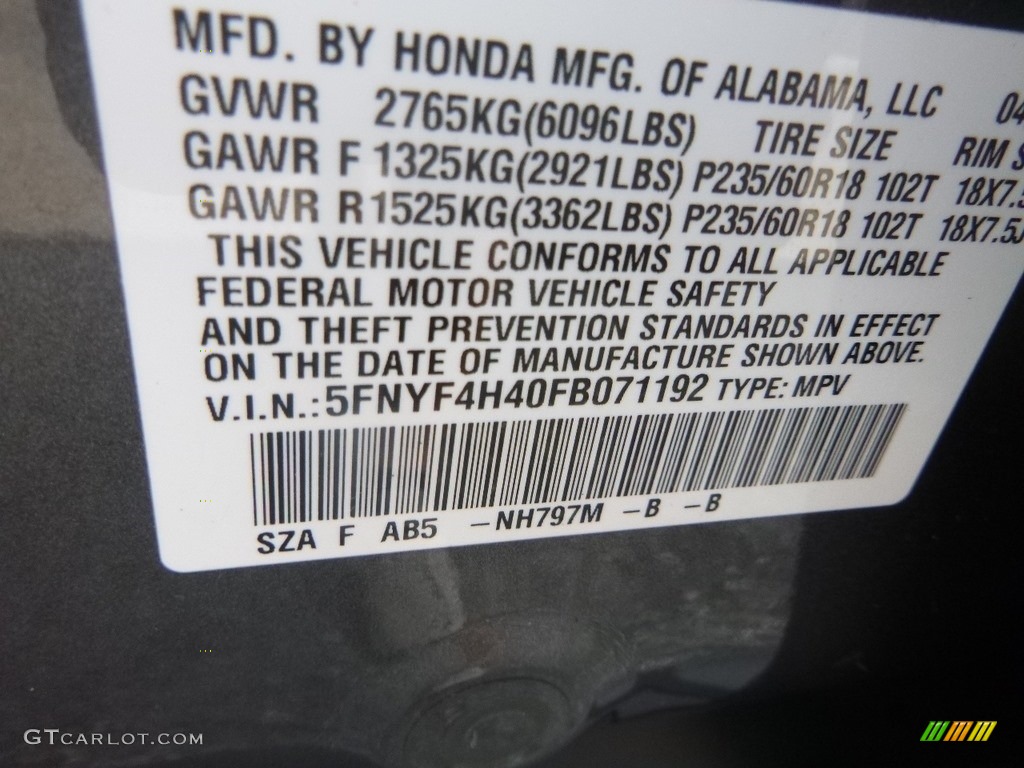 MFD. BY HONDA MFG. OF ALABAMA, LLC 04
GVWR 2765KG(6096LBS) TIRE SIZE RIM S
GAWR F 1325KG(2921LBS) P235/60R18 102T 18X7.5
GAWR R 1525KG(3362LBS) P235/60R18 102T 18X7.5J
THIS VEHICLE CONFORMS TO ALL APPLICABLE
FEDERAL MOTOR VEHICLE SAFETY
AND THEFT PREVENTION STANDARDS IN EFFECT
ON THE DATE OF MANUFACTURE SHOWN ABOVE.
V.I.N.: 5FNYF4H40FB071192 TYPE: MPV
SZA F AB5 -NH797M -B -B
GTCARLOT.COM